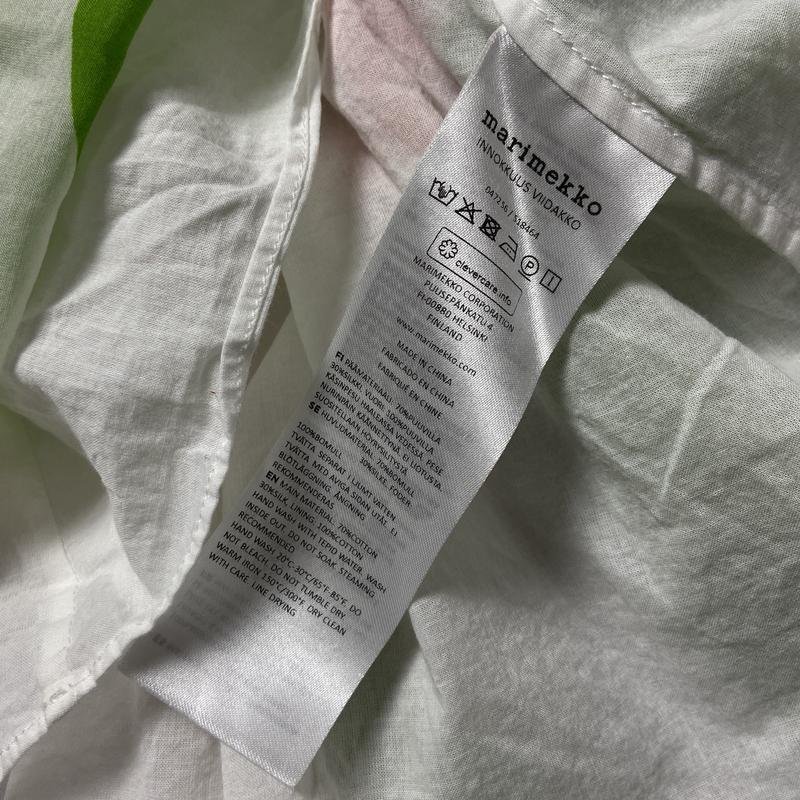 marimekko
INNOKKUUS VIIDAKKO
047256 / 518464
P
clevercare.info
MARIMEKKO CORPORATION
PUUSEPÄNKATU 4
FI-00880 HELSINKI
FINLAND
www.marimekko.com
MADE IN CHINA
FABRICADO EN CHINA
FABRIQUE EN CHINE
FI PÄÄMATERIAALI: 70%PUUVILLA
30%SILKKI. VUORI: 100%PUUVILLA
KÄSINPESU HAALEASSA VEDESSÄ. PESE
NURINPÄIN KÄÄNNETTYNÄ. EI LIOTUSTA.
SUOSITELLAAN HÖYRYSILITYSTÄ
SE HUVUDMATERIAL: 70%BOMULL
30%SILKE. FODER:
100%BOMULL
TVÄTTA SEPARAT I LJUMT VATTEN.
TVÄTTA MED AVIGA SIDAN UTÅT. EJ
BLÖTLÄGGNING. ÅNGNING
REKOMMENDERAS
EN MAIN MATERIAL: 70%COTTON
30%SILK. LINING: 100%COTTON
HAND WASH WITH TEPID WATER. WASH
INSIDE OUT. DO NOT SOAK. STEAMING
RECOMMENDED
HAND WASH 20°C-30°C/65°F-85°F. DO
NOT BLEACH. DO NOT TUMBLE DRY
WARM IRON 150°C/300°F. DRY CLEAN
WITH CARE. LINE DRYING